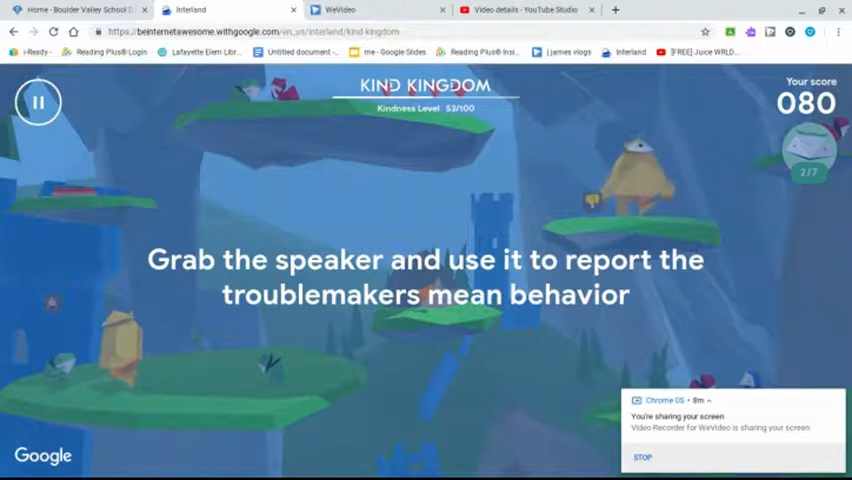 Home - Boulder Valley School D
Interland
WeVideo
Video details - YouTube Studio
https://beinternetawesome.withgoogle.com/en_us/interland/kind-kingdom
i-Ready -
Reading Plus® Login
Lafayette Elem Libr...
Untitled document -...
me - Google Slides
Reading Plus® Insi...
j james vlogs
Interland
[FREE] Juice WRLD...
KIND KINGDOM
Kindness Level 53/100
Your score
080
2/7
Grab the speaker and use it to report the
troublemakers mean behavior
Chrome OS • 8m
You're sharing your screen
Video Recorder for WeVideo is sharing your screen.
STOP
Google